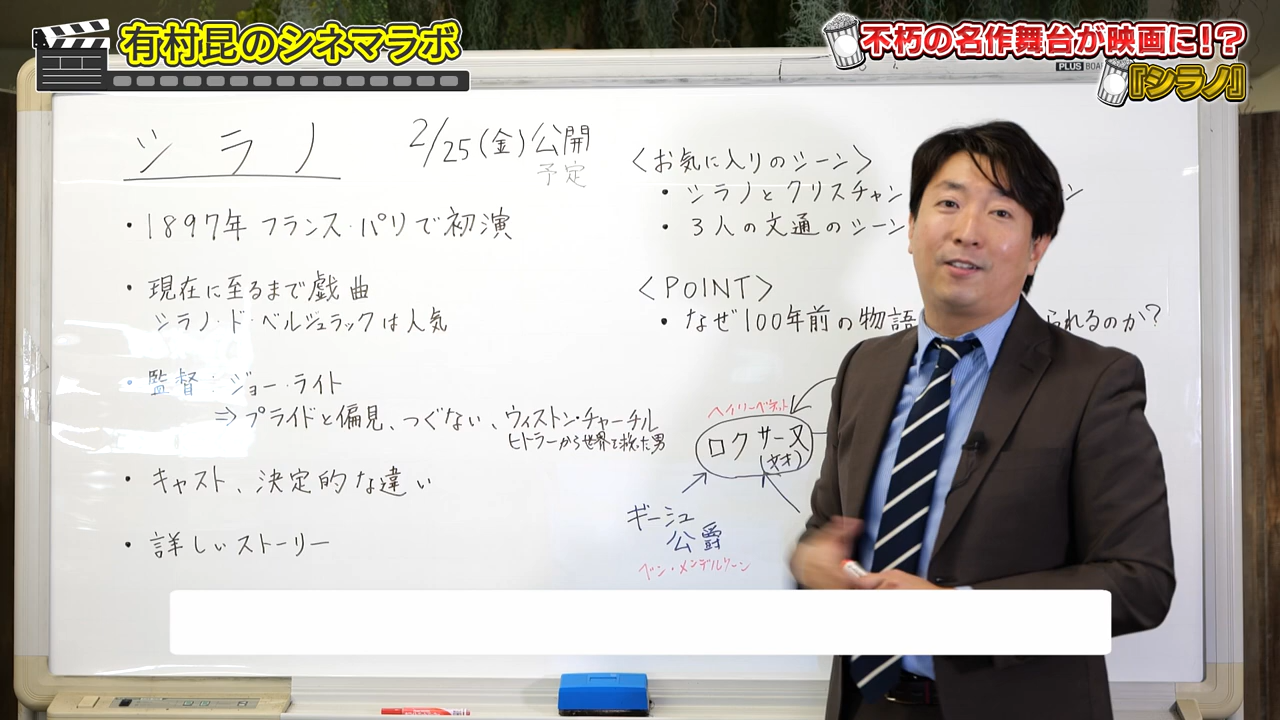 有村昆のシネマラボ
不朽の名作舞台が映画に!?
『シラノ』
PLUS BOA
シラノ
2/25(金)公開
予定
・1897年フランス・パリで初演
・現在に至るまで戯曲
シラノ・ド・ベルジュラックは人気
・監督:ジョー・ライト
⇒プライドと偏見、つぐない、ウィストン・チャーチル
ヒトラーから世界を救った男
・キャスト、決定的な違い
・詳しいストーリー
〈お気に入りのシーン〉
・シラノとクリスチャン
ン
・3人の文通のシーン
〈POINT〉
・なぜ100年前の物語
られるのか?
ヘイリーベネット
ロクサーヌ
ギーシュ
公爵
ベン・メンデルソーン